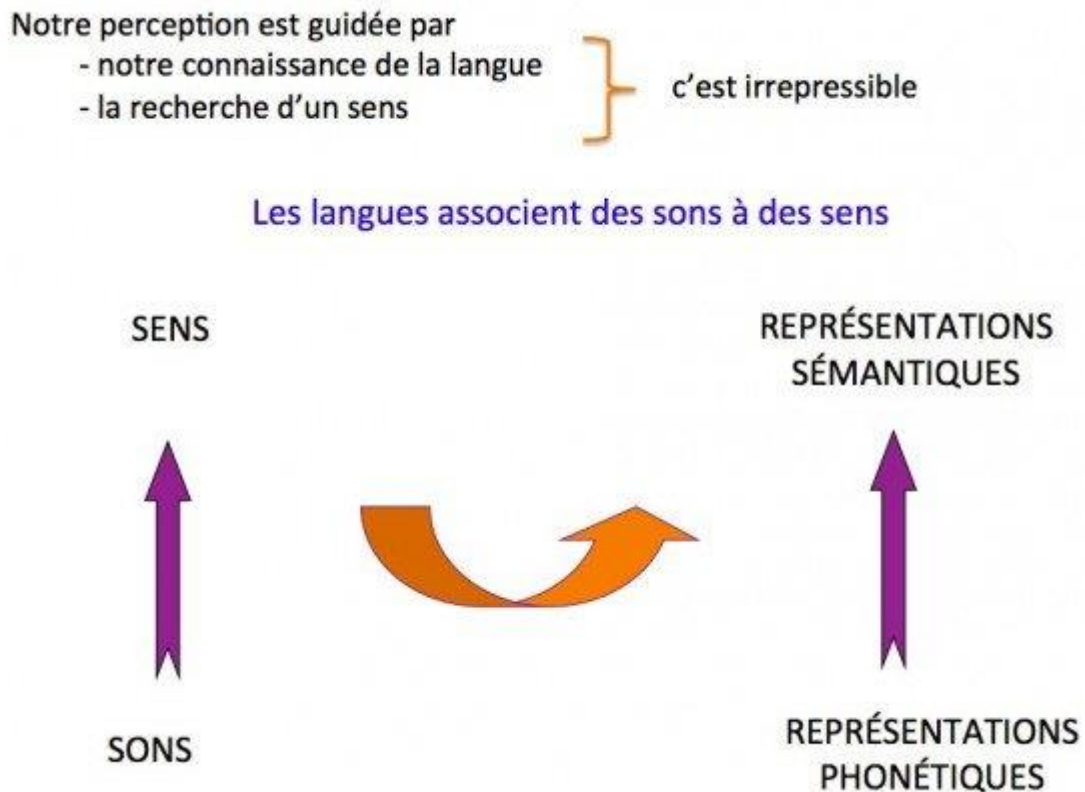 Notre perception est guidée par
- notre connaissance de la langue
- la recherche d'un sens
c'est irrepressible
Les langues associent des sons à des sens
SENS
REPRÉSENTATIONS
SÉMANTIQUES
SONS
REPRÉSENTATIONS
PHONÉTIQUES